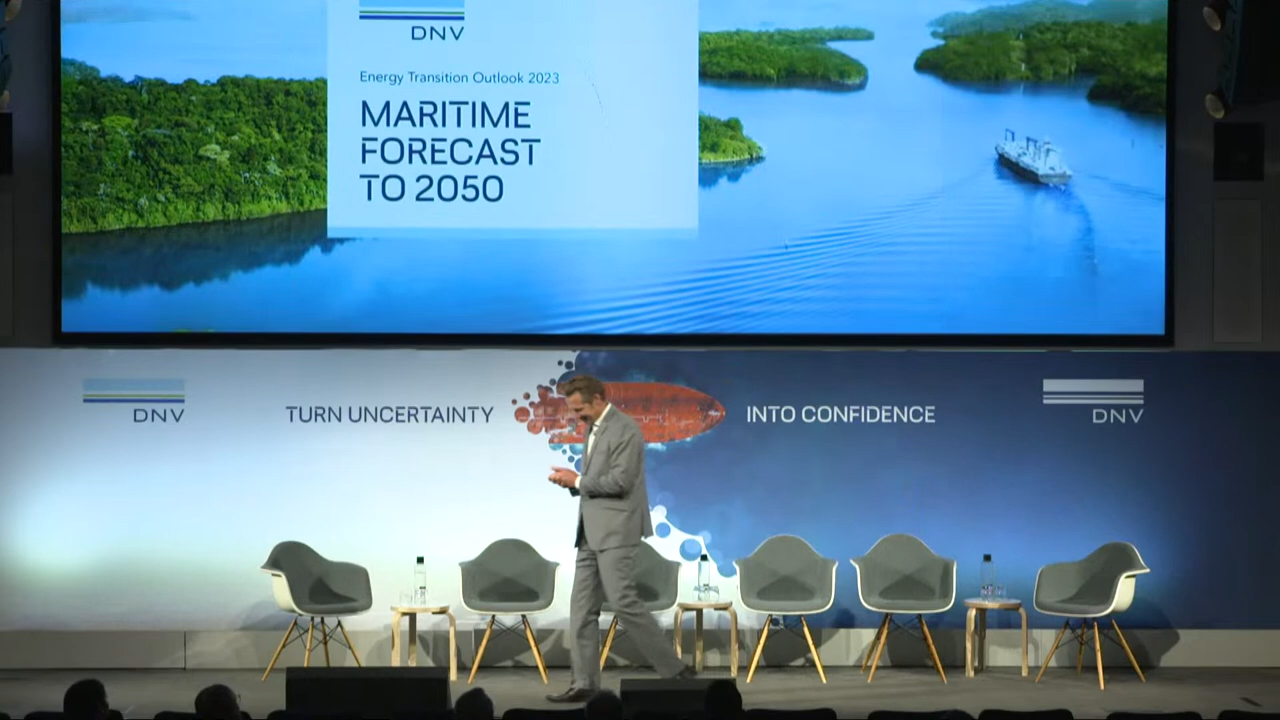 DNV
Energy Transition Outlook 2023
MARITIME
FORECAST
TO 2050
DNV
TURN UNCERTAINTY
INTO CONFIDENCE
DNV